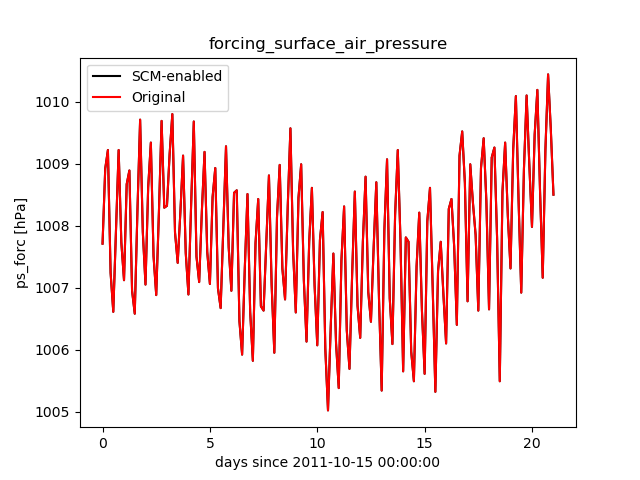 forcing_surface_air_pressure
SCM-enabled
Original
ps_forc [hPa]
1010
1009
1008
1007
1006
1005
0 5 10 15 20
days since 2011-10-15 00:00:00